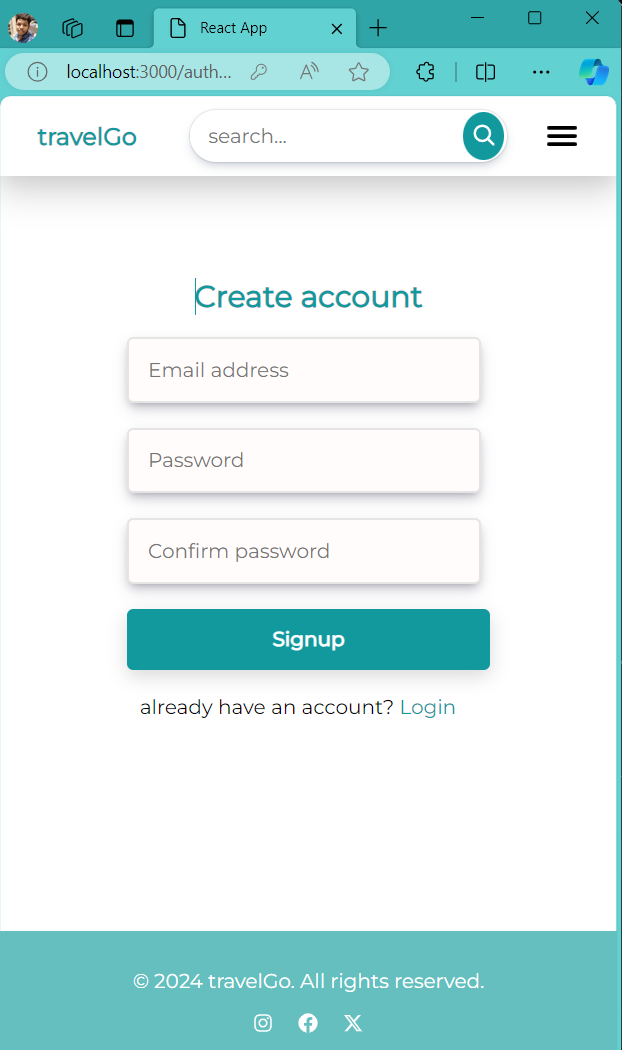 React App
localhost:3000/auth...
travelGo
search...
Create account
Email address
Password
Confirm password
Signup
already have an account? Login
© 2024 travelGo. All rights reserved.